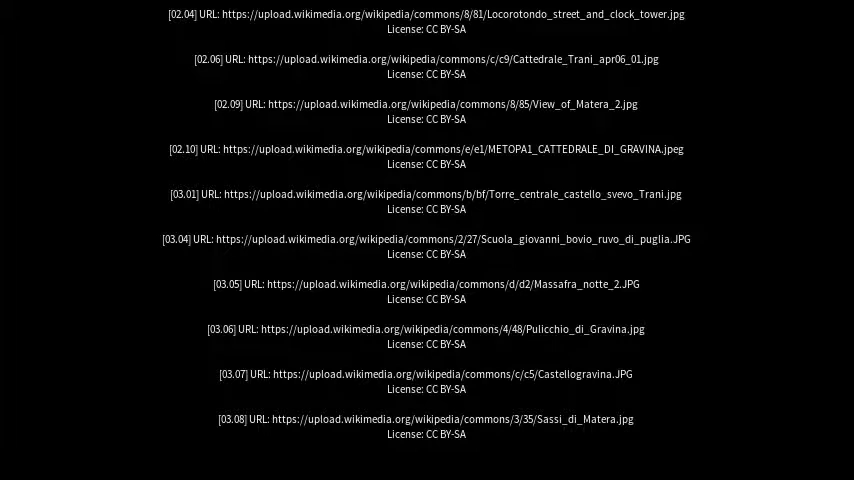 [02.04] URL: https://upload.wikimedia.org/wikipedia/commons/8/81/Locorotondo_street_and_clock_tower.jpg
License: CC BY-SA
[02.06] URL: https://upload.wikimedia.org/wikipedia/commons/c/c9/Cattedrale_Trani_apr06_01.jpg
License: CC BY-SA
[02.09] URL: https://upload.wikimedia.org/wikipedia/commons/8/85/View_of_Matera_2.jpg
License: CC BY-SA
[02.10] URL: https://upload.wikimedia.org/wikipedia/commons/e/e1/METOPA1_CATTEDRALE_DI_GRAVINA.jpeg
License: CC BY-SA
[03.01] URL: https://upload.wikimedia.org/wikipedia/commons/b/bf/Torre_centrale_castello_svevo_Trani.jpg
License: CC BY-SA
[03.04] URL: https://upload.wikimedia.org/wikipedia/commons/2/27/Scuola_giovanni_bovio_ruvo_di_puglia.JPG
License: CC BY-SA
[03.05] URL: https://upload.wikimedia.org/wikipedia/commons/d/d2/Massafra_notte_2.JPG
License: CC BY-SA
[03.06] URL: https://upload.wikimedia.org/wikipedia/commons/4/48/Pulicchio_di_Gravina.jpg
License: CC BY-SA
[03.07] URL: https://upload.wikimedia.org/wikipedia/commons/c/c5/Castellogravina.JPG
License: CC BY-SA
[03.08] URL: https://upload.wikimedia.org/wikipedia/commons/3/35/Sassi_di_Matera.jpg
License: CC BY-SA